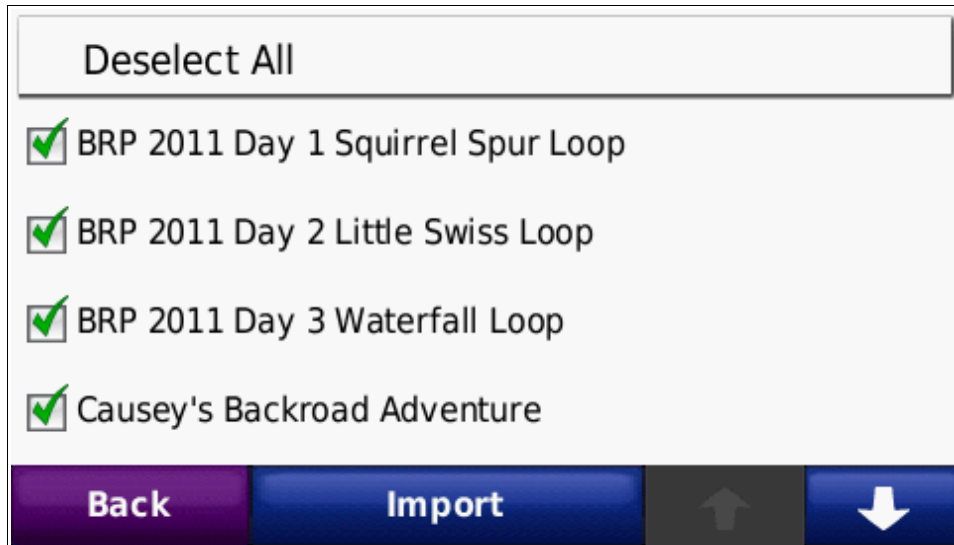 Deselect All
BRP 2011 Day 1 Squirrel Spur Loop
BRP 2011 Day 2 Little Swiss Loop
BRP 2011 Day 3 Waterfall Loop
Causey's Backroad Adventure
Back Import